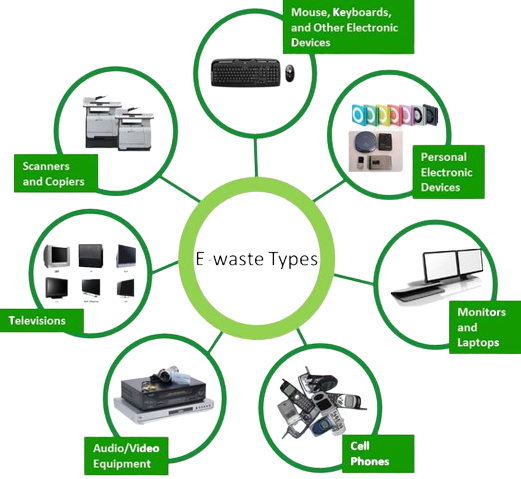 Mouse, Keyboards,
and Other Electronic
Devices
Scanners
and Copiers
Personal
Electronic
Devices
E-waste Types
Televisions
Monitors
and
Laptops
Audio/Video
Equipment
Cell
Phones